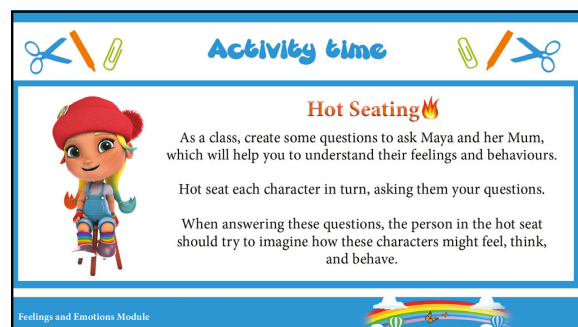 Activity time
Hot Seating
As a class, create some questions to ask Maya and her Mum,
which will help you to understand their feelings and behaviours.
Hot seat each character in turn, asking them your questions.
When answering these questions, the person in the hot seat
should try to imagine how these characters might feel, think,
and behave.
Feelings and Emotions Module